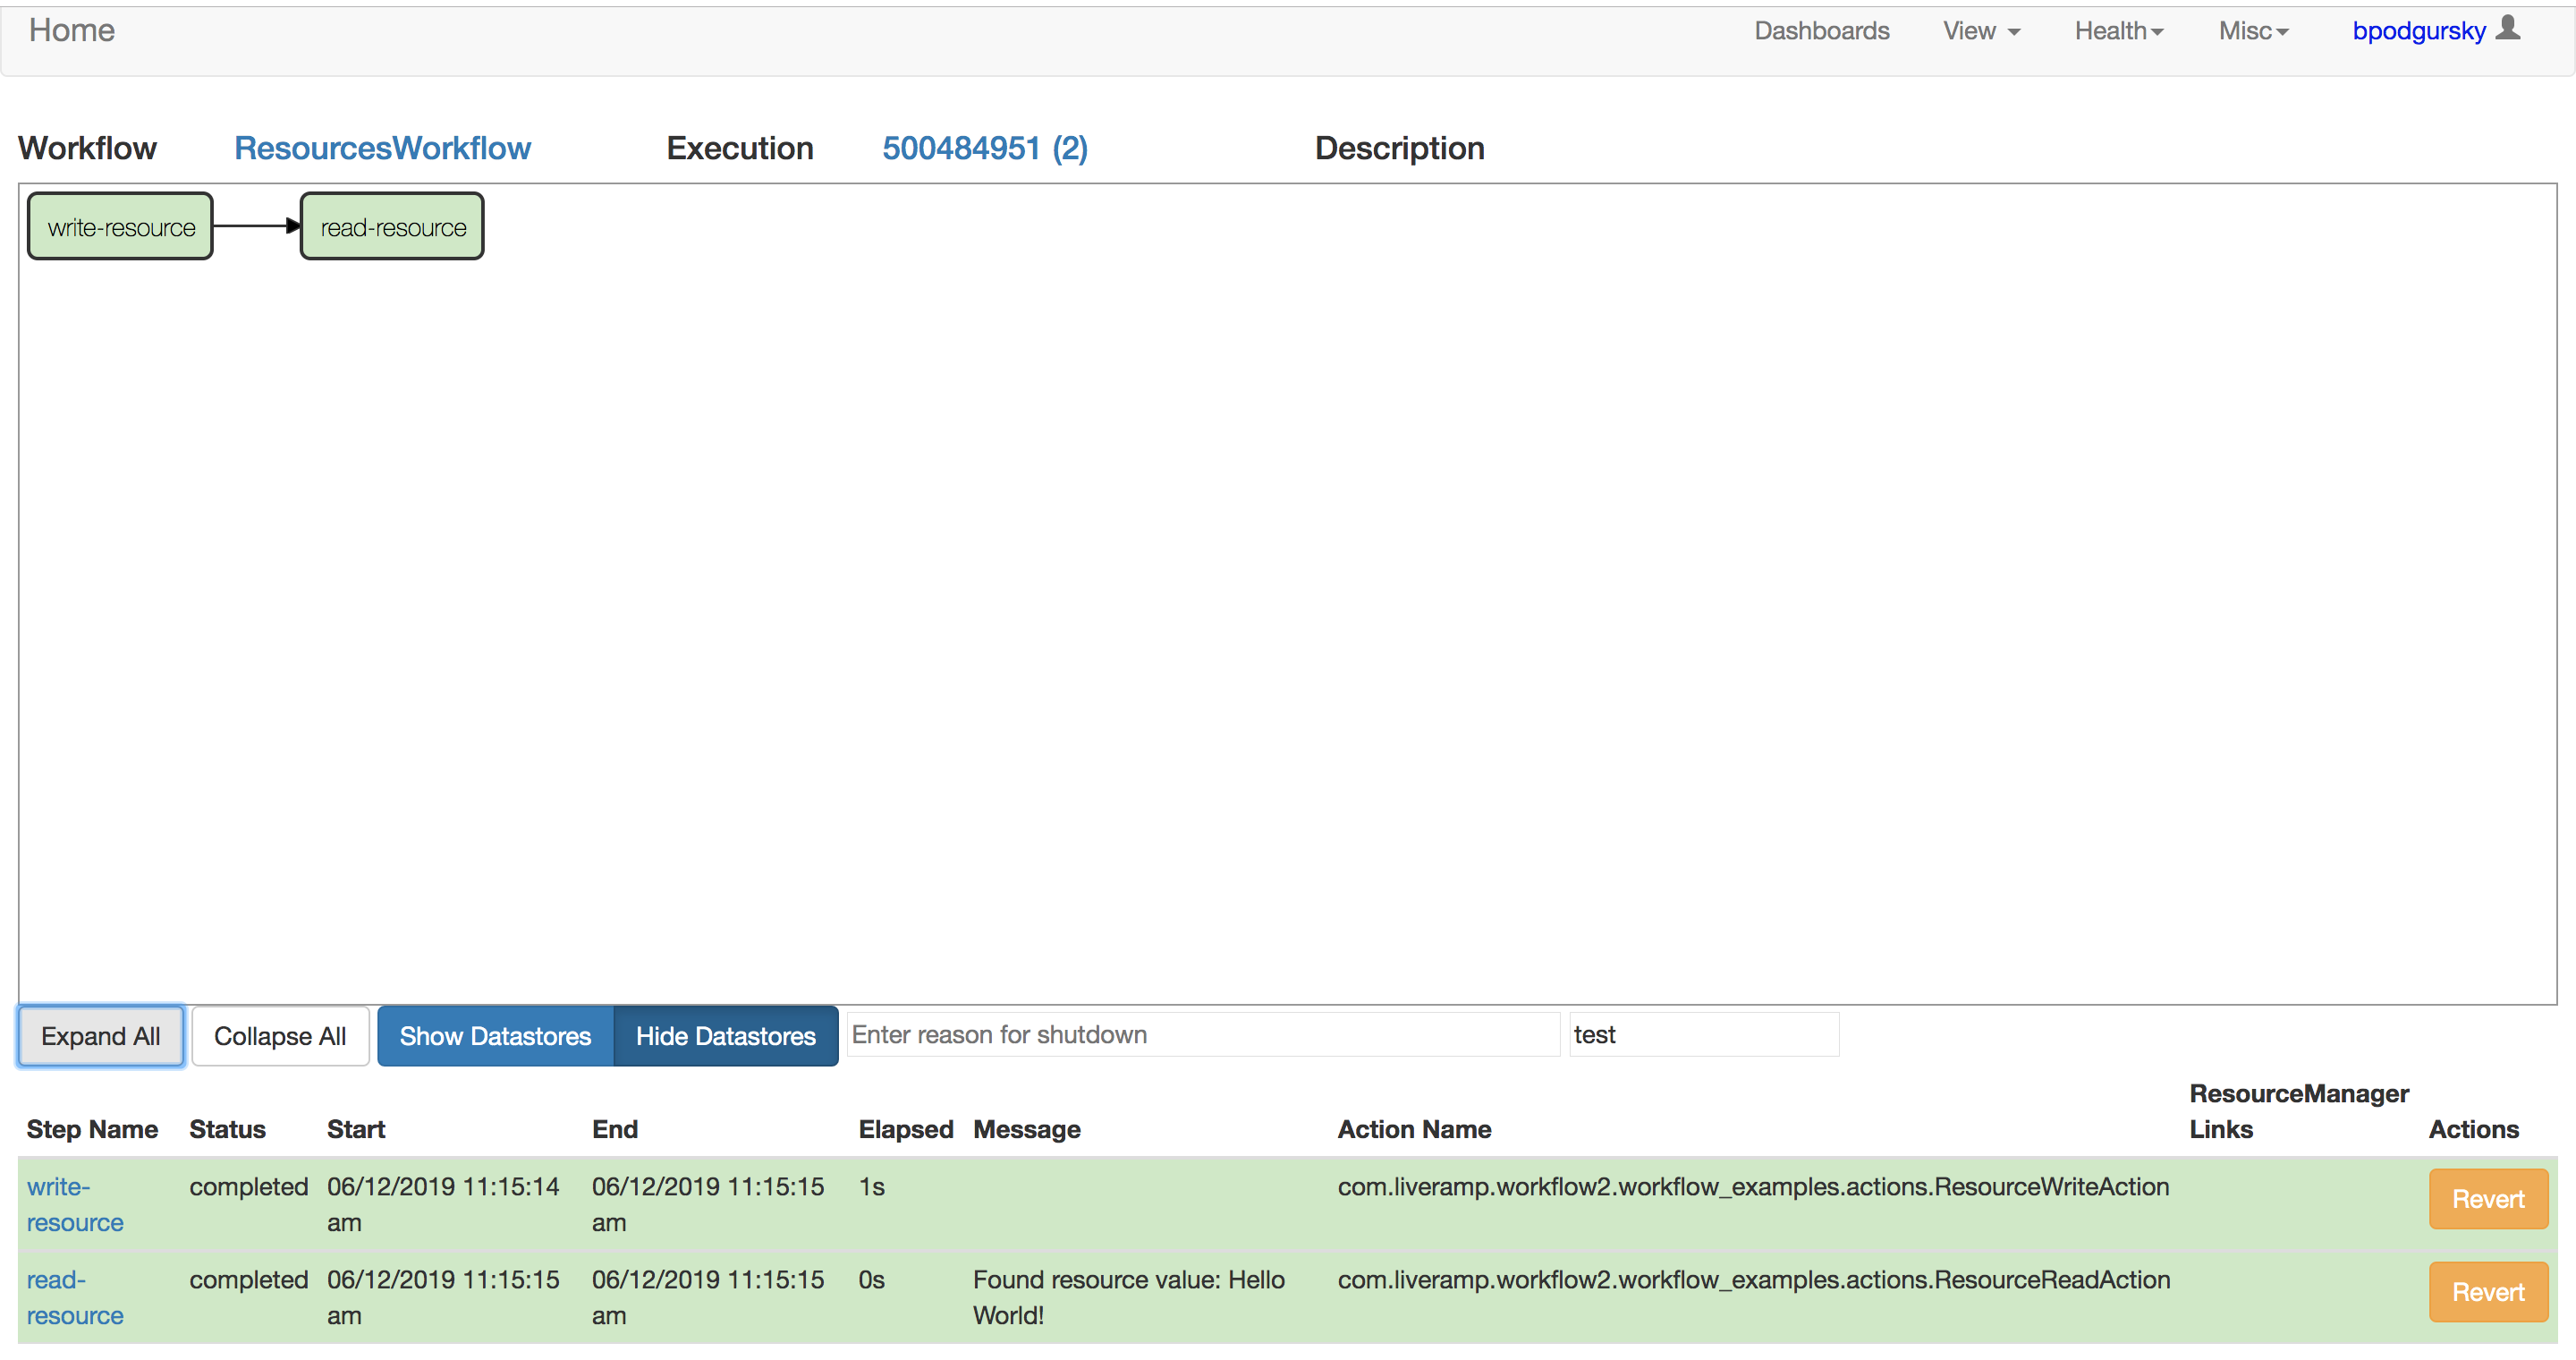 Home Dashboards View Health Misc bpodgursky
Workflow ResourcesWorkflow Execution 500484951 (2) Description
write-resource read-resource
Expand All Collapse All Show Datastores Hide Datastores Enter reason for shutdown test
ResourceManager
Step Name Status Start End Elapsed Message Action Name Links Actions
write- completed 06/12/2019 11:15:14 06/12/2019 11:15:15 1s com.liveramp.workflow2.workflow_examples.actions.ResourceWriteAction Revert
resource am am
read- completed 06/12/2019 11:15:15 06/12/2019 11:15:15 0s Found resource value: Hello com.liveramp.workflow2.workflow_examples.actions.ResourceReadAction Revert
resource am am World!